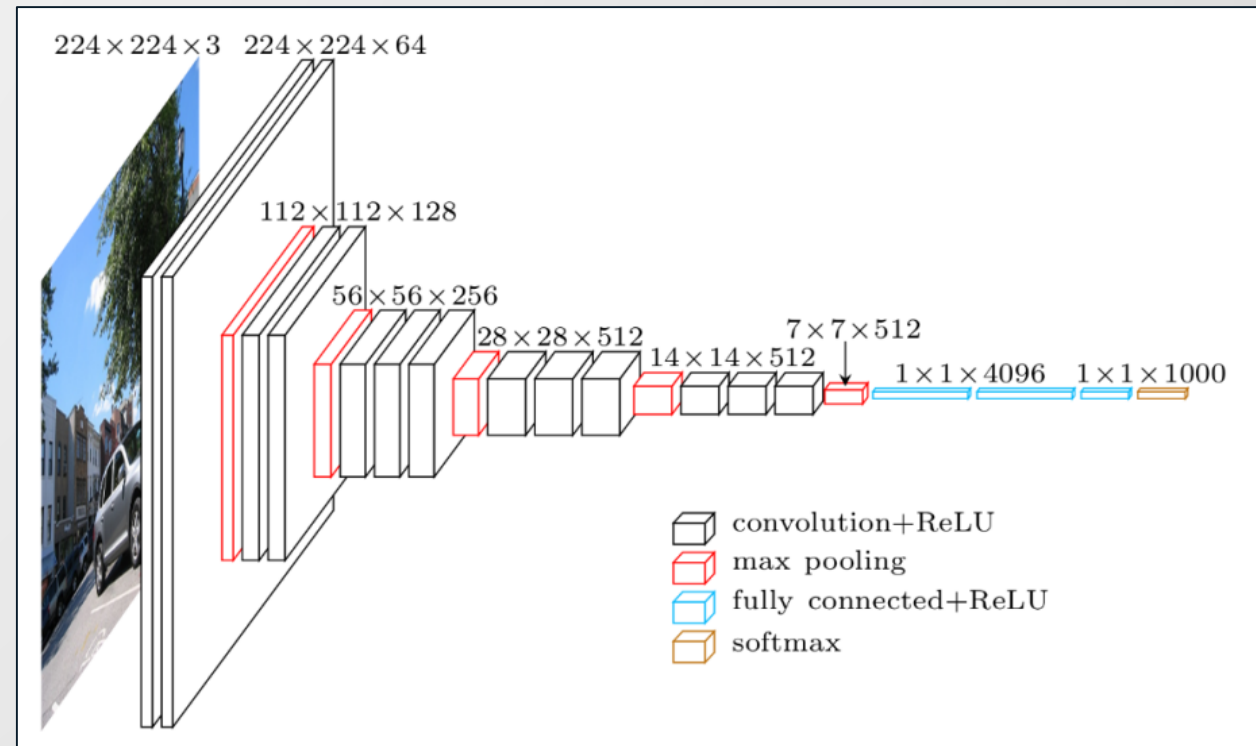 224×224×3
224×224×64
112×112×128
56×56×256
28×28×512
14×14×512
7×7×512
1×1×4096
1×1×1000
convolution+ReLU
max pooling
fully connected+ReLU
softmax